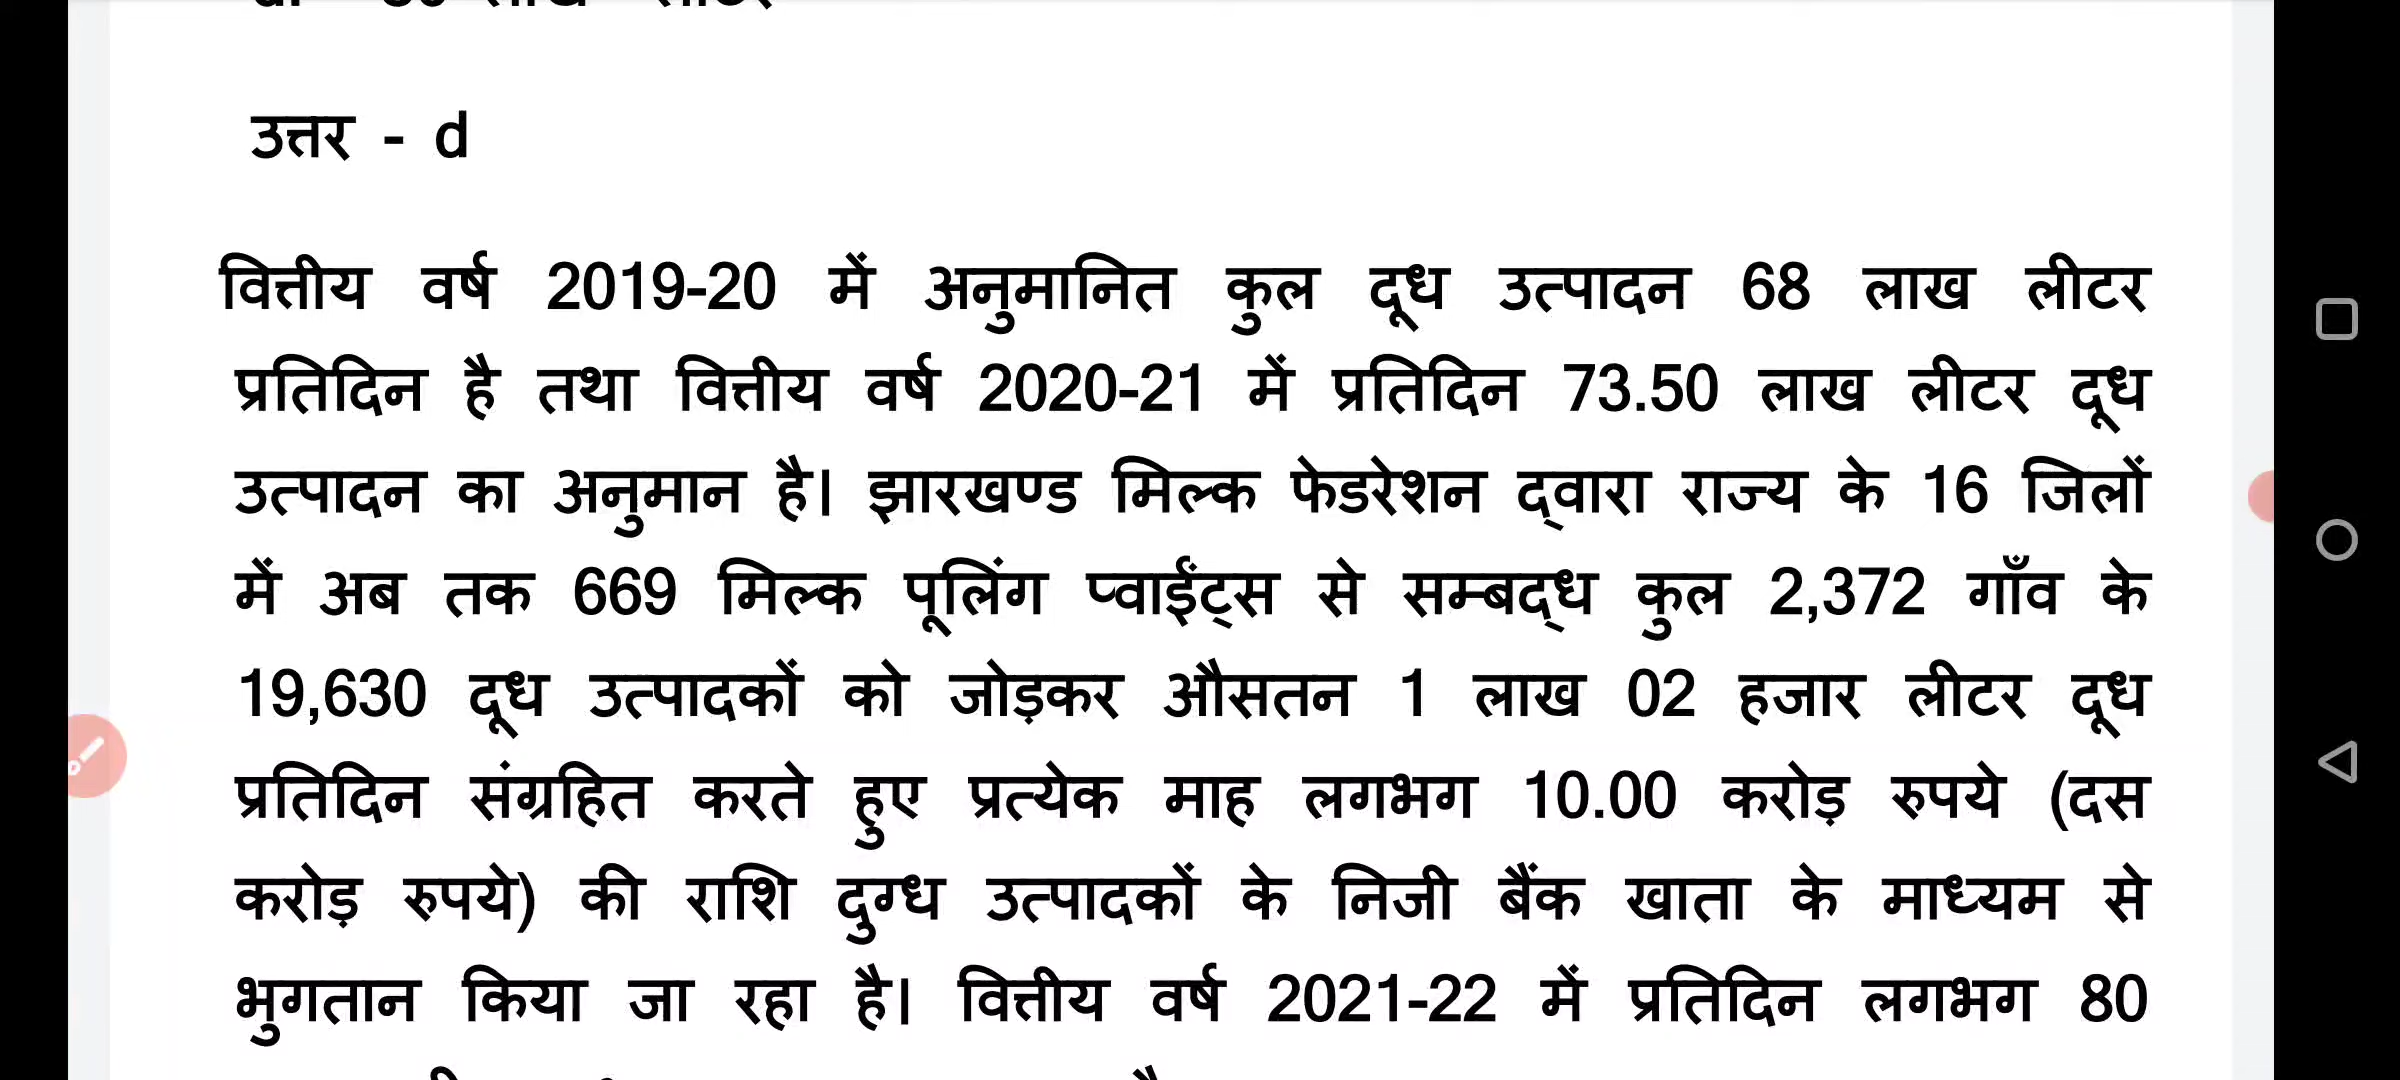 उत्तर - d
वित्तीय वर्ष 2019-20 में अनुमानित कुल दूध उत्पादन 68 लाख लीटर
प्रतिदिन है तथा वित्तीय वर्ष 2020-21 में प्रतिदिन 73.50 लाख लीटर दूध
उत्पादन का अनुमान है। झारखण्ड मिल्क फेडरेशन द्वारा राज्य के 16 जिलों
में अब तक 669 मिल्क पूलिंग प्वाईंट्स से सम्बद्ध कुल 2,372 गाँव के
19,630 दूध उत्पादकों को जोड़कर औसतन 1 लाख 02 हजार लीटर दूध
प्रतिदिन संग्रहित करते हुए प्रत्येक माह लगभग 10.00 करोड़ रुपये (दस
करोड़ रुपये) की राशि दुग्ध उत्पादकों के निजी बैंक खाता के माध्यम से
भुगतान किया जा रहा है। वित्तीय वर्ष 2021-22 में प्रतिदिन लगभग 80